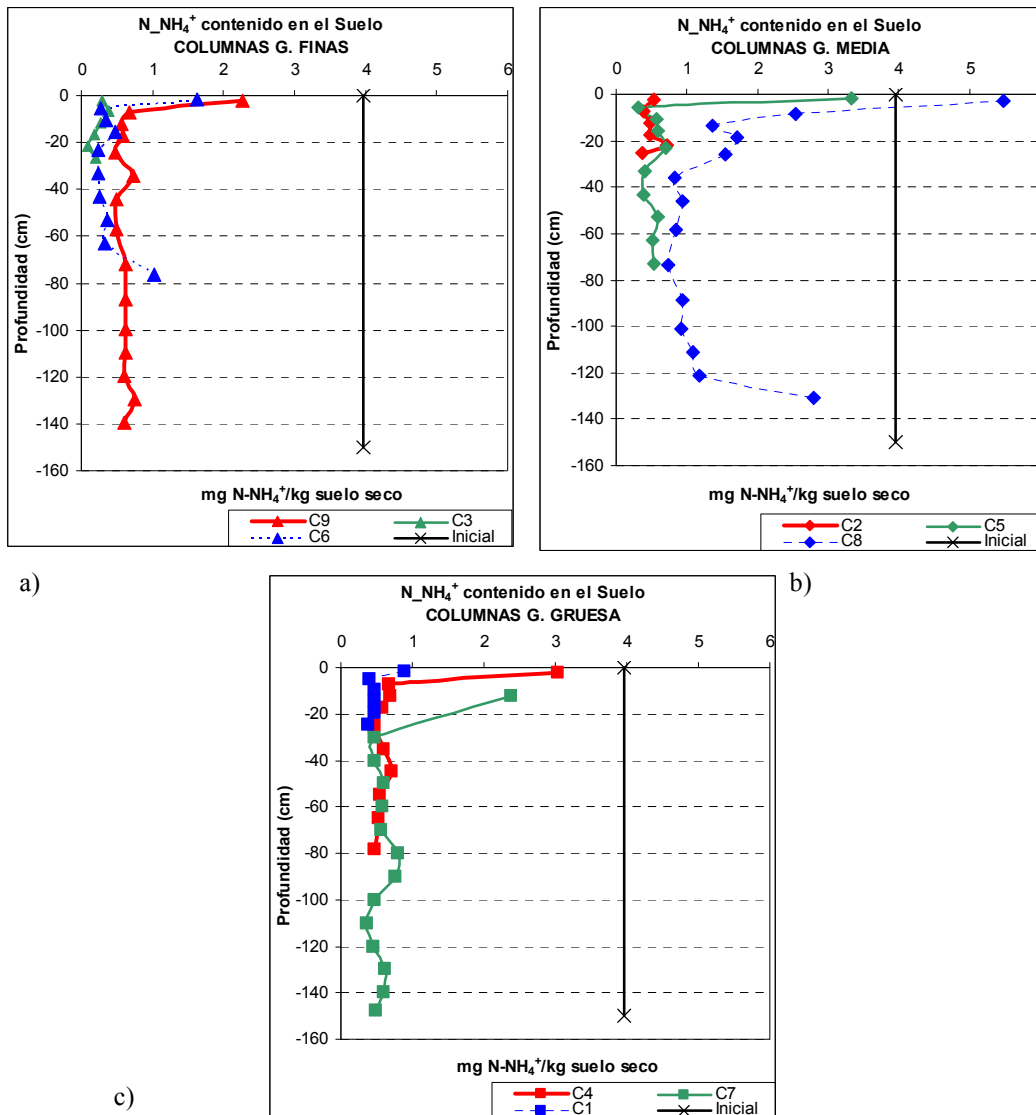 N_NH₄⁺ contenido en el Suelo
COLUMNAS G. FINAS
0 1 2 3 4 5 6
Profundidad (cm)
0
-20
-40
-60
-80
-100
-120
-140
-160
mg N-NH₄⁺/kg suelo seco
C9 C3
C6 Inicial
a)
N_NH₄⁺ contenido en el Suelo
COLUMNAS G. MEDIA
0 1 2 3 4 5
Profundidad (cm)
0
-20
-40
-60
-80
-100
-120
-140
-160
mg N-NH₄⁺/kg suelo seco
C2 C5
C8 Inicial
b)
N_NH₄⁺ contenido en el Suelo
COLUMNAS G. GRUESA
0 1 2 3 4 5 6
Profundidad (cm)
0
-20
-40
-60
-80
-100
-120
-140
-160
mg N-NH₄⁺/kg suelo seco
C4 C7
C1 Inicial
c)